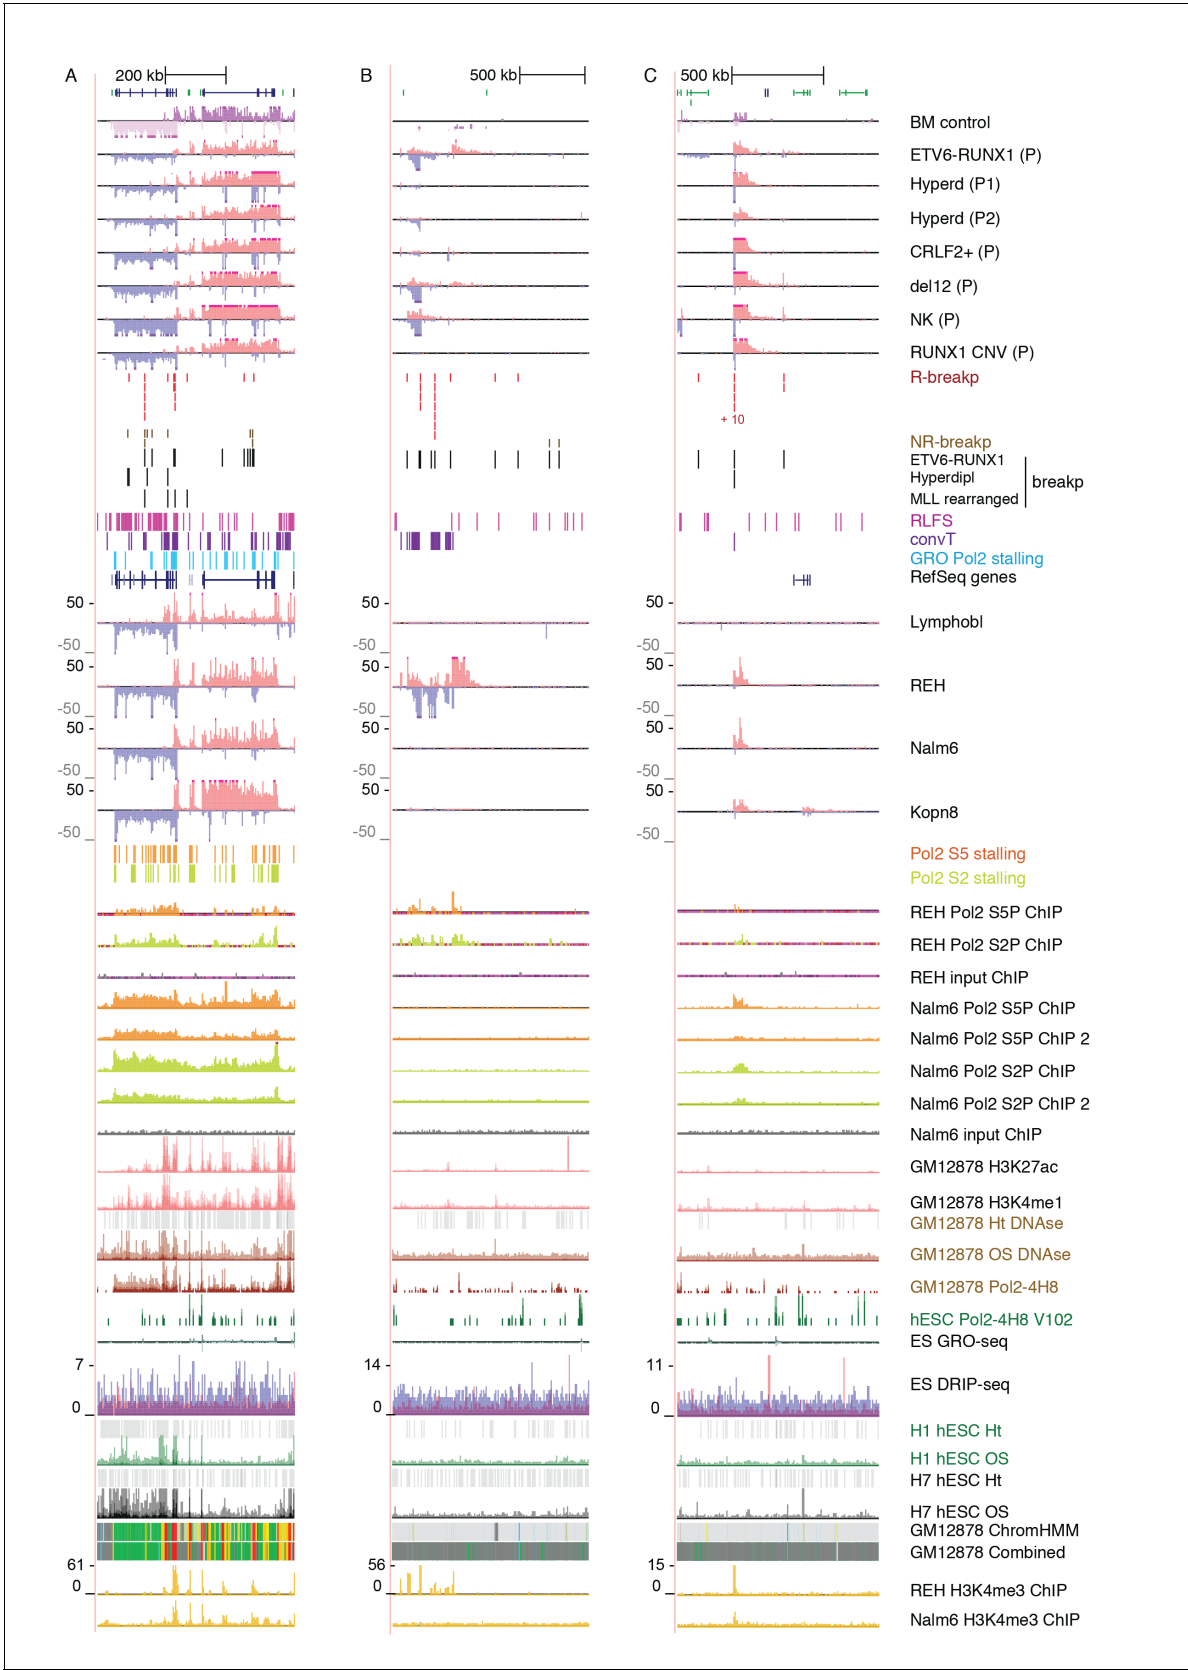 A 200 kb B 500 kb C 500 kb
BM control
ETV6-RUNX1 (P)
Hyperd (P1)
Hyperd (P2)
CRLF2+ (P)
del12 (P)
NK (P)
RUNX1 CNV (P)
R-breakp
+ 10
NR-breakp
ETV6-RUNX1
Hyperdipl
breakp
MLL rearranged
RLFS
convT
GRO Pol2 stalling
RefSeq genes
50 - 50 - 50 -
Lymphobl
-50 -50 -50
50 - 50 - 50 -
REH
-50 -50 -50
50 - 50 - 50 -
Nalm6
-50 -50 -50
50 - 50 - 50 -
Kopn8
-50 -50 -50
Pol2 S5 stalling
Pol2 S2 stalling
REH Pol2 S5P ChIP
REH Pol2 S2P ChIP
REH input ChIP
Nalm6 Pol2 S5P ChIP
Nalm6 Pol2 S5P ChIP 2
Nalm6 Pol2 S2P ChIP
Nalm6 Pol2 S2P ChIP 2
Nalm6 input ChIP
GM12878 H3K27ac
GM12878 H3K4me1
GM12878 Ht DNAse
GM12878 OS DNAse
GM12878 Pol2-4H8
hESC Pol2-4H8 V102
ES GRO-seq
7 - 14 - 11 -
ES DRIP-seq
0 0 0
H1 hESC Ht
H1 hESC OS
H7 hESC Ht
H7 hESC OS
GM12878 ChromHMM
GM12878 Combined
61 - 56 - 15 -
0 0 0
REH H3K4me3 ChIP
Nalm6 H3K4me3 ChIP